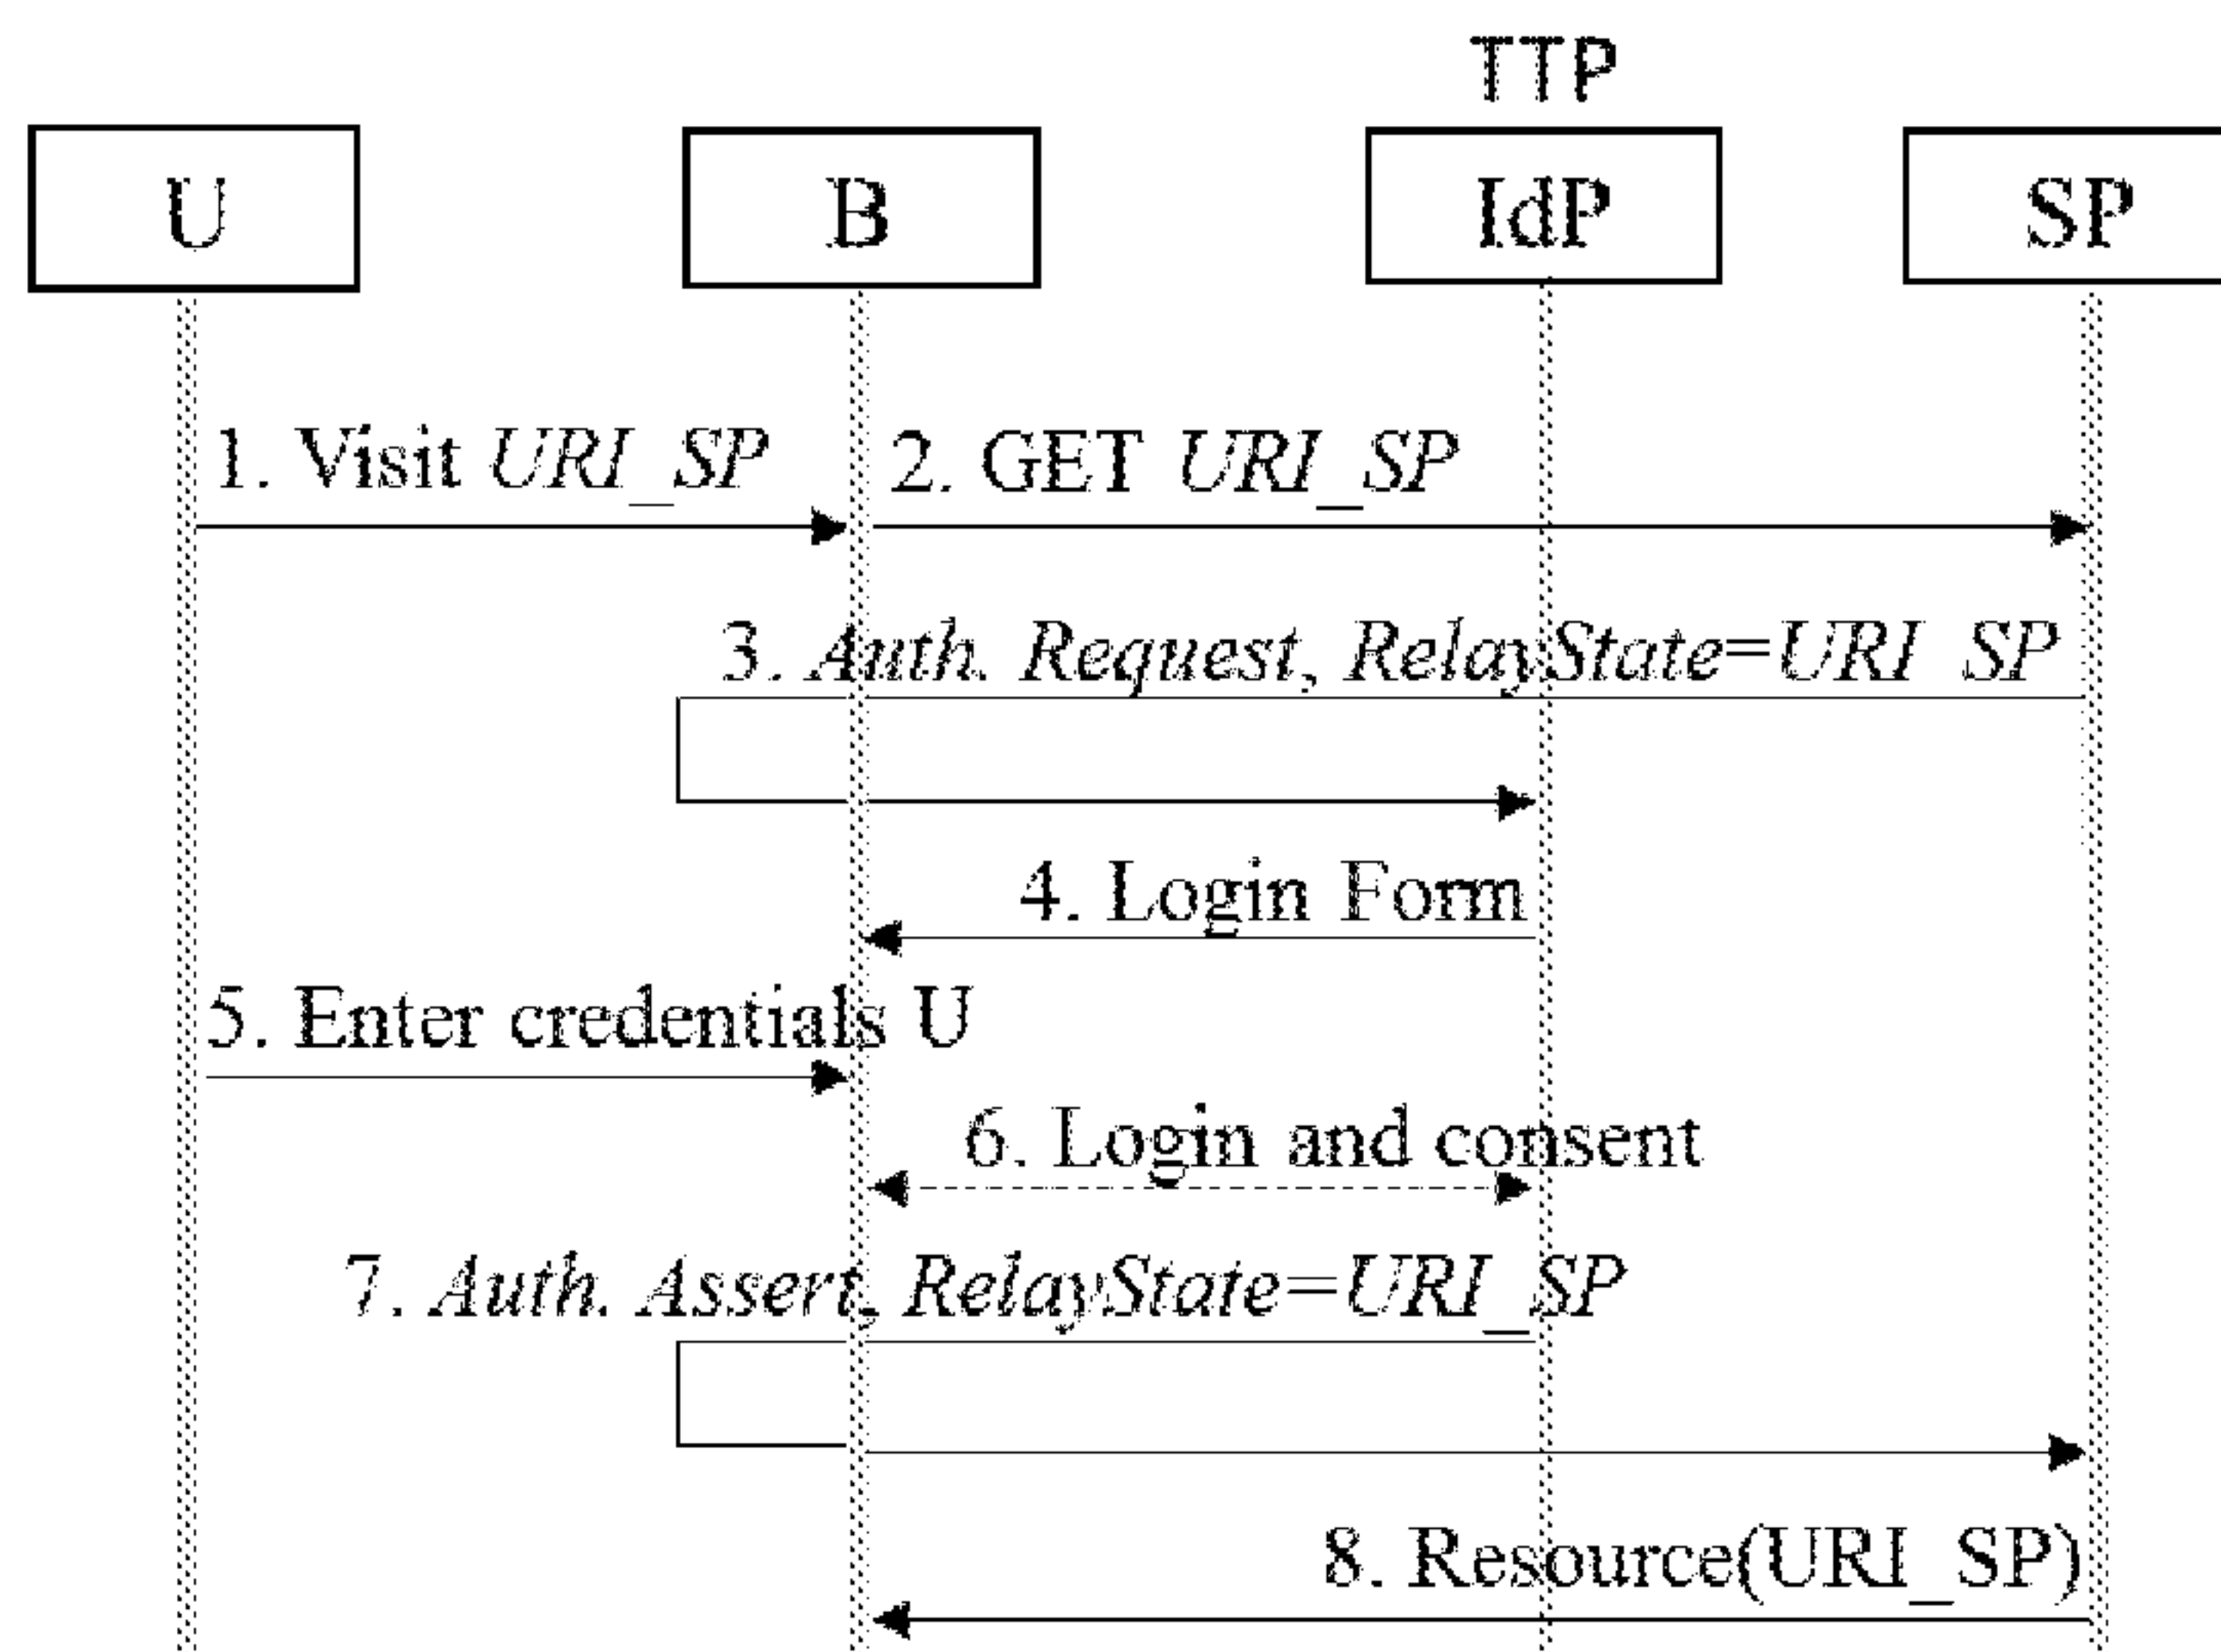 TTP
U
B
IdP
SP
1. Visit URI_SP
2. GET URI_SP
3. Auth. Request, RelayState=URI_SP
4. Login Form
5. Enter credentials U
6. Login and consent
7. Auth. Assert, RelayState=URI_SP
8. Resource(URI_SP)